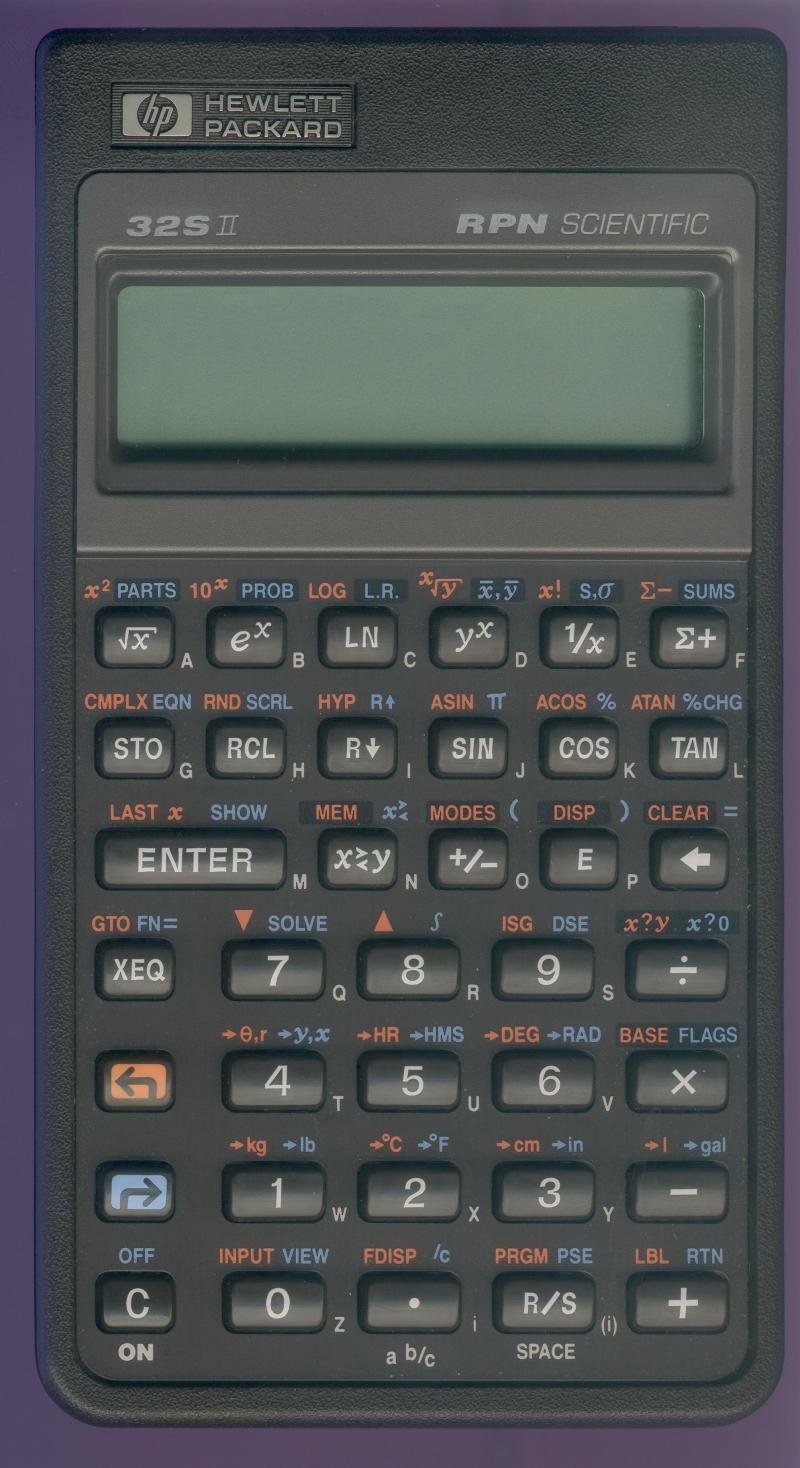 hp HEWLETT
PACKARD
32S II RPN SCIENTIFIC
x² PARTS 10ˣ PROB LOG L.R. ˣ√y x̅,y̅ x! S,σ Σ− SUMS
√x A eˣ B LN C yˣ D 1/x E Σ+ F
CMPLX EQN RND SCRL HYP R↑ ASIN π ACOS % ATAN %CHG
STO G RCL H R↓ I SIN J COS K TAN L
LAST x SHOW MEM x≷ MODES ( DISP ) CLEAR =
ENTER M x≷y N +/− O E P ←
GTO FN= ▼ SOLVE ▲ ∫ ISG DSE x?y x?0
XEQ 7 Q 8 R 9 S ÷
→θ,r →y,x →HR →HMS →DEG →RAD BASE FLAGS
4 T 5 U 6 V ×
→kg →lb →°C →°F →cm →in →l →gal
1 W 2 X 3 Y −
OFF INPUT VIEW FDISP /c PRGM PSE LBL RTN
C 0 Z . i R/S (i) +
ON a b/c SPACE